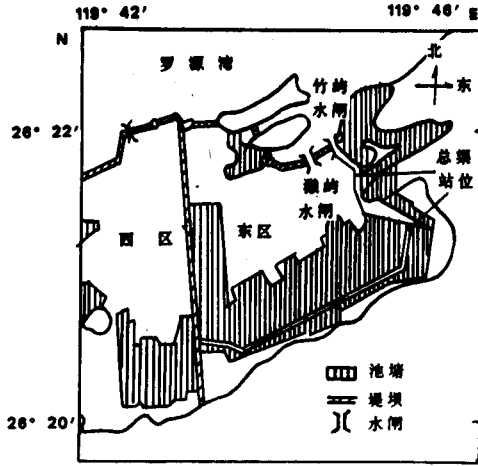 119° 42′
119° 46′ E
N
北
东
罗源湾
竹屿
水闸
26° 22′
总渠
站位
濑屿
水闸
西区
东区
池塘
堤坝
水闸
26° 20′